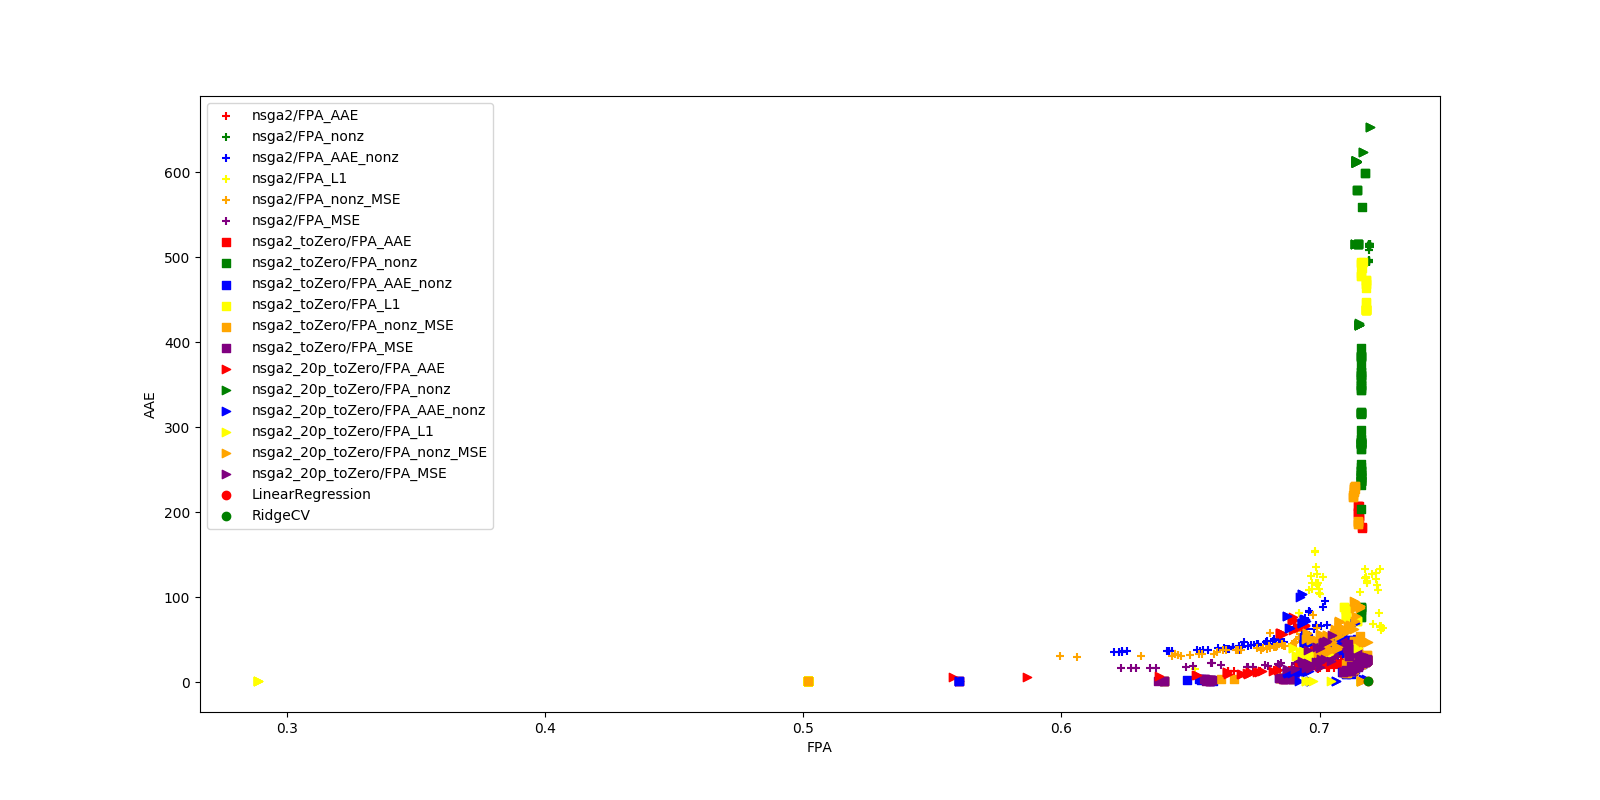 nsga2/FPA_AAE
nsga2/FPA_nonz
nsga2/FPA_AAE_nonz
nsga2/FPA_L1
nsga2/FPA_nonz_MSE
nsga2/FPA_MSE
nsga2_toZero/FPA_AAE
nsga2_toZero/FPA_nonz
nsga2_toZero/FPA_AAE_nonz
nsga2_toZero/FPA_L1
nsga2_toZero/FPA_nonz_MSE
nsga2_toZero/FPA_MSE
nsga2_20p_toZero/FPA_AAE
nsga2_20p_toZero/FPA_nonz
nsga2_20p_toZero/FPA_AAE_nonz
nsga2_20p_toZero/FPA_L1
nsga2_20p_toZero/FPA_nonz_MSE
nsga2_20p_toZero/FPA_MSE
LinearRegression
RidgeCV
600
500
400
300
200
100
0
AAE
0.3 0.4 0.5 0.6 0.7
FPA